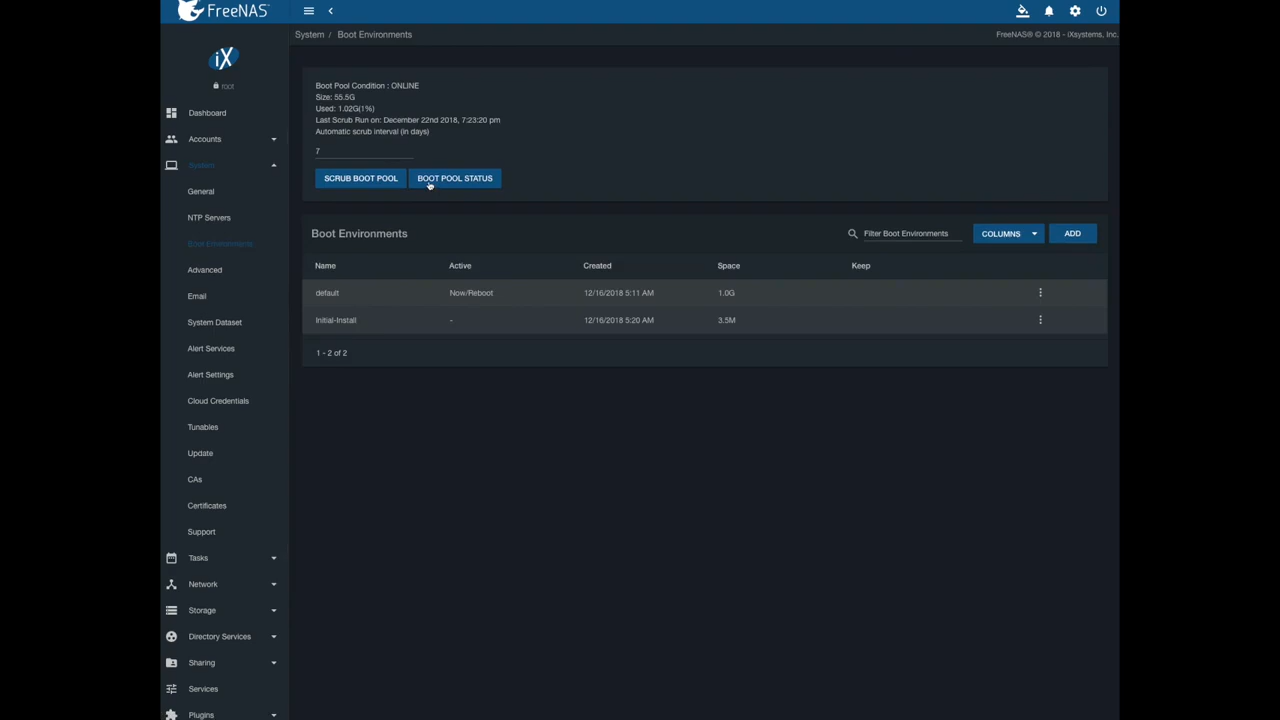 FreeNAS®
System / Boot Environments
FreeNAS® © 2018 - iXsystems, Inc.
iX
root
Dashboard
Accounts
System
General
NTP Servers
Boot Environments
Advanced
Email
System Dataset
Alert Services
Alert Settings
Cloud Credentials
Tunables
Update
CAs
Certificates
Support
Tasks
Network
Storage
Directory Services
Sharing
Services
Plugins
Boot Pool Condition : ONLINE
Size: 55.5G
Used: 1.02G(1%)
Last Scrub Run on: December 22nd 2018, 7:23:20 pm
Automatic scrub interval (in days)
7
SCRUB BOOT POOL BOOT POOL STATUS
Boot Environments Filter Boot Environments COLUMNS ADD
Name Active Created Space Keep
default Now/Reboot 12/16/2018 5:11 AM 1.0G
Initial-Install - 12/16/2018 5:20 AM 3.5M
1 - 2 of 2